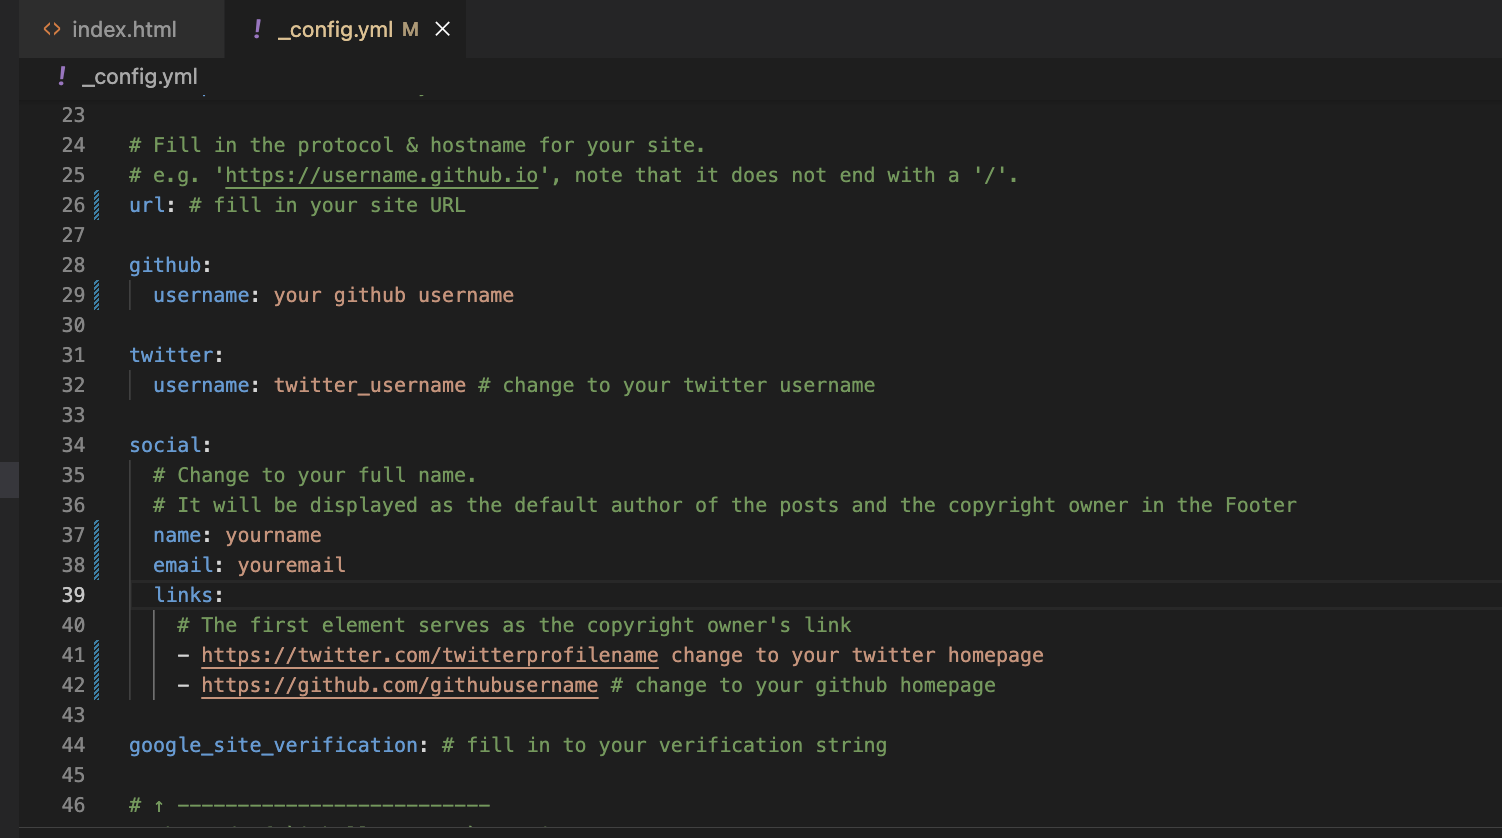 index.html
! _config.yml M
! _config.yml
23
24 # Fill in the protocol & hostname for your site.
25 # e.g. 'https://username.github.io', note that it does not end with a '/'.
26 url: # fill in your site URL
27
28 github:
29 username: your github username
30
31 twitter:
32 username: twitter_username # change to your twitter username
33
34 social:
35 # Change to your full name.
36 # It will be displayed as the default author of the posts and the copyright owner in the Footer
37 name: yourname
38 email: youremail
39 links:
40 # The first element serves as the copyright owner's link
41 - https://twitter.com/twitterprofilename change to your twitter homepage
42 - https://github.com/githubusername # change to your github homepage
43
44 google_site_verification: # fill in to your verification string
45
46 # ↑ --------------------------